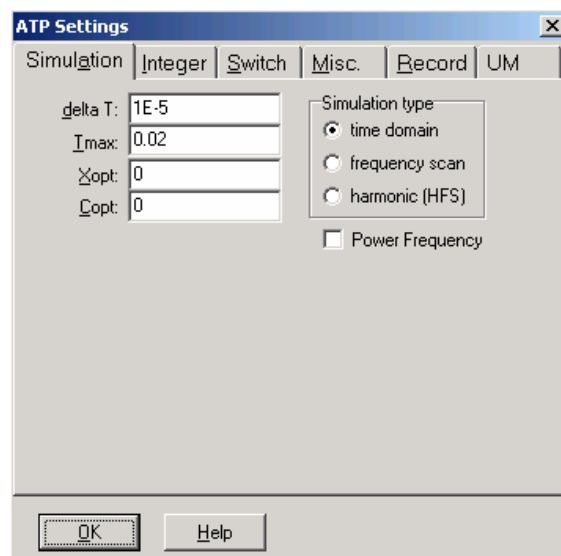 ATP Settings
Simulation Integer Switch Misc. Record UM
delta T: 1E-5
Tmax: 0.02
Xopt: 0
Copt: 0
Simulation type
time domain
frequency scan
harmonic (HFS)
Power Frequency
OK Help